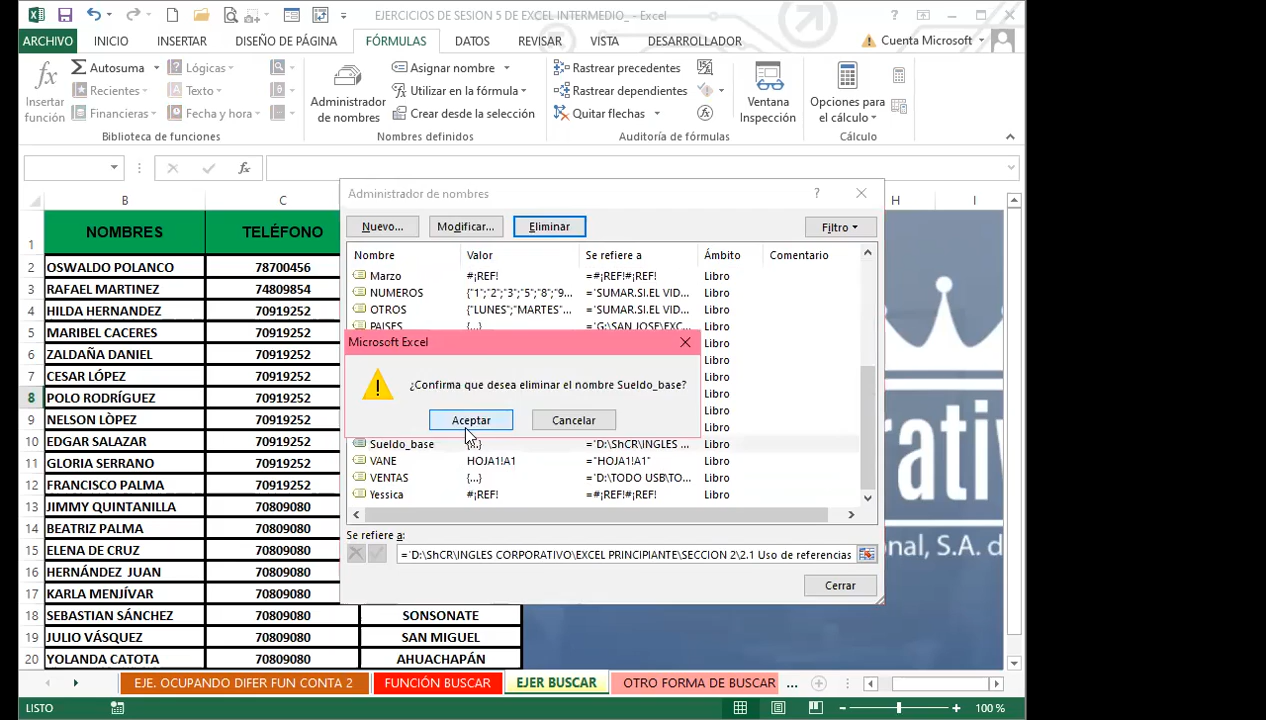 EJERCICIOS DE SESION 5 DE EXCEL INTERMEDIO_ - Excel
ARCHIVO INICIO INSERTAR DISEÑO DE PÁGINA FÓRMULAS DATOS REVISAR VISTA DESARROLLADOR Cuenta Microsoft
Autosuma Lógicas Asignar nombre Rastrear precedentes
Recientes Texto Utilizar en la fórmula Rastrear dependientes
Financieras Fecha y hora Crear desde la selección Quitar flechas
Insertar función
Administrador de nombres
Ventana Inspección
Opciones para el cálculo
Biblioteca de funciones Nombres definidos Auditoría de fórmulas Cálculo
fx
B C H I
1 NOMBRES TELÉFONO
2 OSWALDO POLANCO 78700456
3 RAFAEL MARTINEZ 74809854
4 HILDA HERNANDEZ 70919252
5 MARIBEL CACERES 70919252
6 ZALDAÑA DANIEL 70919252
7 CESAR LÓPEZ 70919252
8 POLO RODRÍGUEZ 70919252
9 NELSON LÒPEZ 70919252
10 EDGAR SALAZAR 70919252
11 GLORIA SERRANO 70919252
12 FRANCISCO PALMA 70919252
13 JIMMY QUINTANILLA 70809080
14 BEATRIZ PALMA 70809080
15 ELENA DE CRUZ 70809080
16 HERNÁNDEZ JUAN 70809080
17 KARLA MENJÍVAR 70809080
18 SEBASTIAN SÁNCHEZ 70809080 SONSONATE
19 JULIO VÁSQUEZ 70809080 SAN MIGUEL
20 YOLANDA CATOTA 70809080 AHUACHAPÁN
Administrador de nombres ?
Nuevo... Modificar... Eliminar Filtro
Nombre Valor Se refiere a Ámbito Comentario
Marzo #¡REF! =#¡REF!#¡REF! Libro
NUMEROS {"1";"2";"3";"5";"8";"9... ='SUMAR.SI.EL VID... Libro
OTROS {"LUNES";"MARTES"... ='SUMAR.SI.EL VID... Libro
PAISES {...} ='G:\SAN JOSE\EXC... Libro
Libro
Libro
Libro
Libro
Libro
Libro
Sueldo_base {...} ='D:\ShCR\INGLES ... Libro
VANE HOJA1!A1 ="HOJA1!A1" Libro
VENTAS {...} ='D:\TODO USB\TO... Libro
Yessica #¡REF! =#¡REF!#¡REF! Libro
Se refiere a:
='D:\ShCR\INGLES CORPORATIVO\EXCEL PRINCIPIANTE\SECCION 2\2.1 Uso de referencias
Cerrar
Microsoft Excel
¿Confirma que desea eliminar el nombre Sueldo_base?
Aceptar Cancelar
rativ
onal, S.A. d
EJE. OCUPANDO DIFER FUN CONTA 2 FUNCIÓN BUSCAR EJER BUSCAR OTRO FORMA DE BUSCAR ...
LISTO 100 %